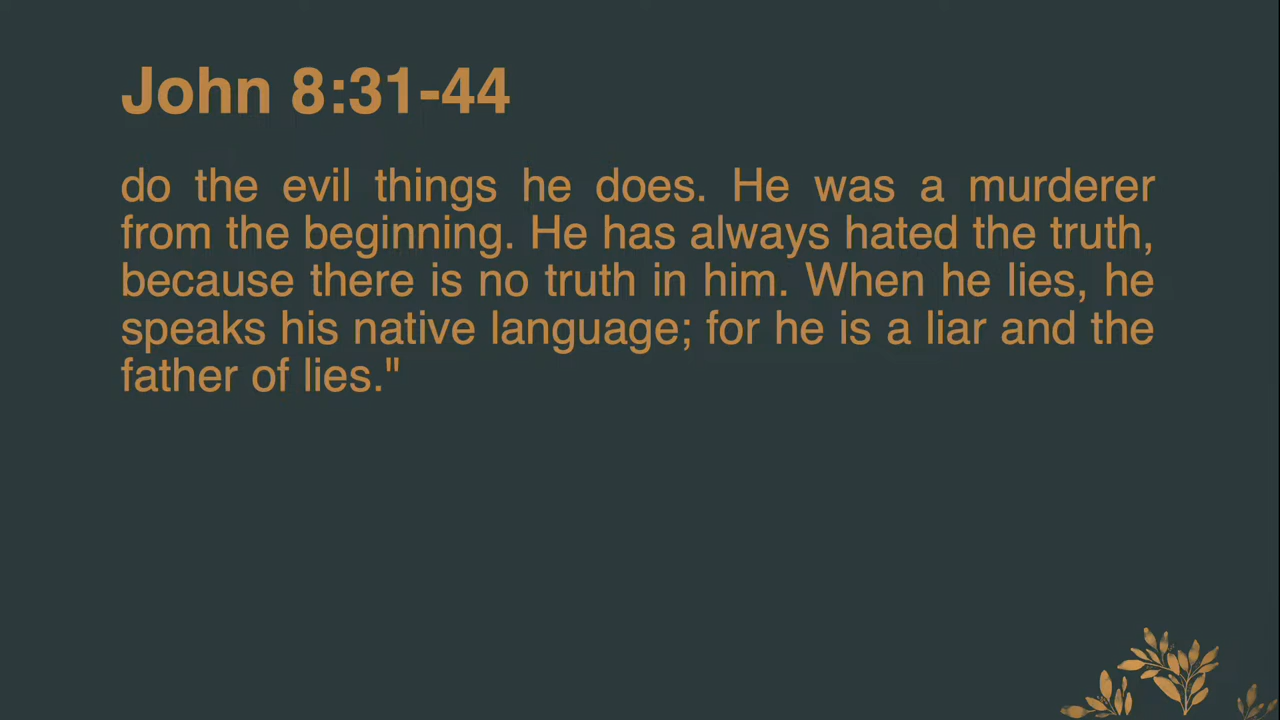 John 8:31-44
do the evil things he does. He was a murderer
from the beginning. He has always hated the truth,
because there is no truth in him. When he lies, he
speaks his native language; for he is a liar and the
father of lies."